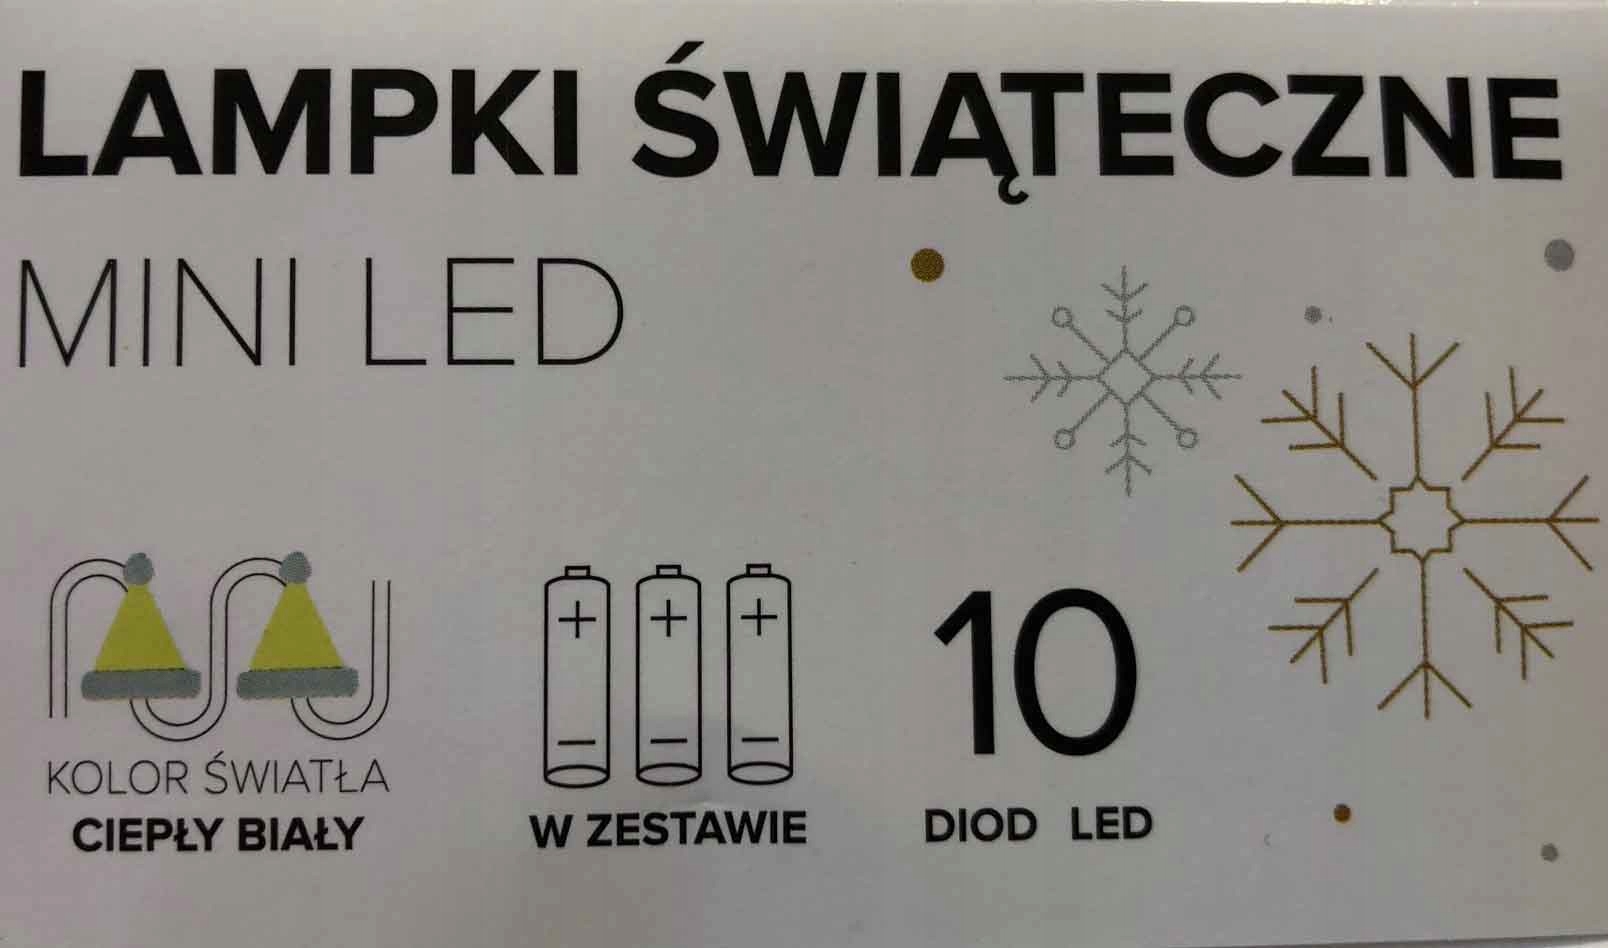 LAMPKI ŚWIĄTECZNE
MINI LED
10
KOLOR ŚWIATŁA
CIEPŁY BIAŁY
W ZESTAWIE
DIOD LED